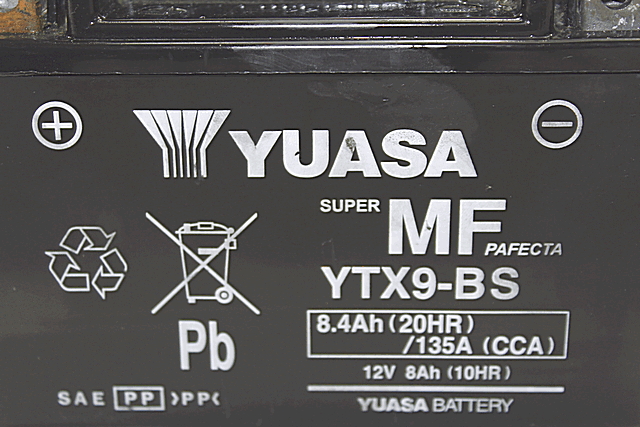 YUASA
SUPER MF PAFECTA
YTX9-BS
8.4Ah (20HR)
/135A (CCA)
Pb
12V 8Ah (10HR)
SAE PP >PP<
YUASA BATTERY